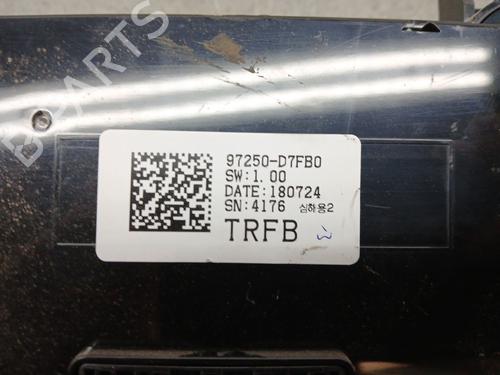 B-PARTS
97250-D7FB0
SW:1.00
DATE:180724
SN:4176 심하용2
TRFB